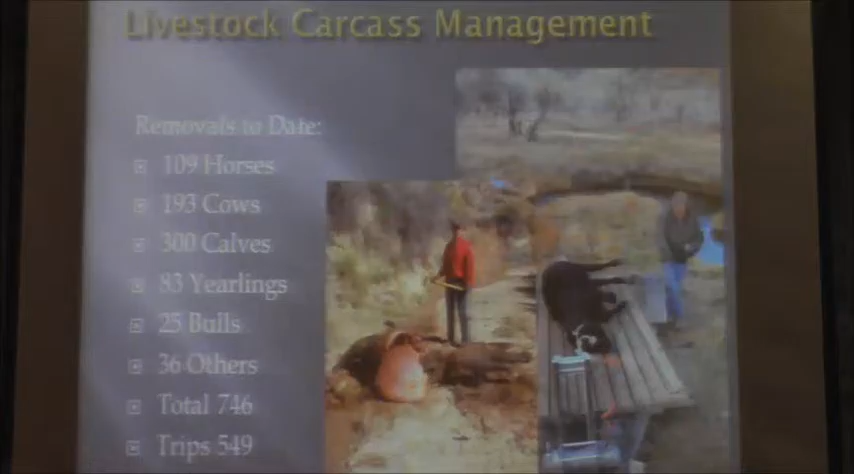 Livestock Carcass Management
Removals to Date:
109 Horses
193 Cows
300 Calves
83 Yearlings
25 Bulls
36 Others
Total 746
Trips 549